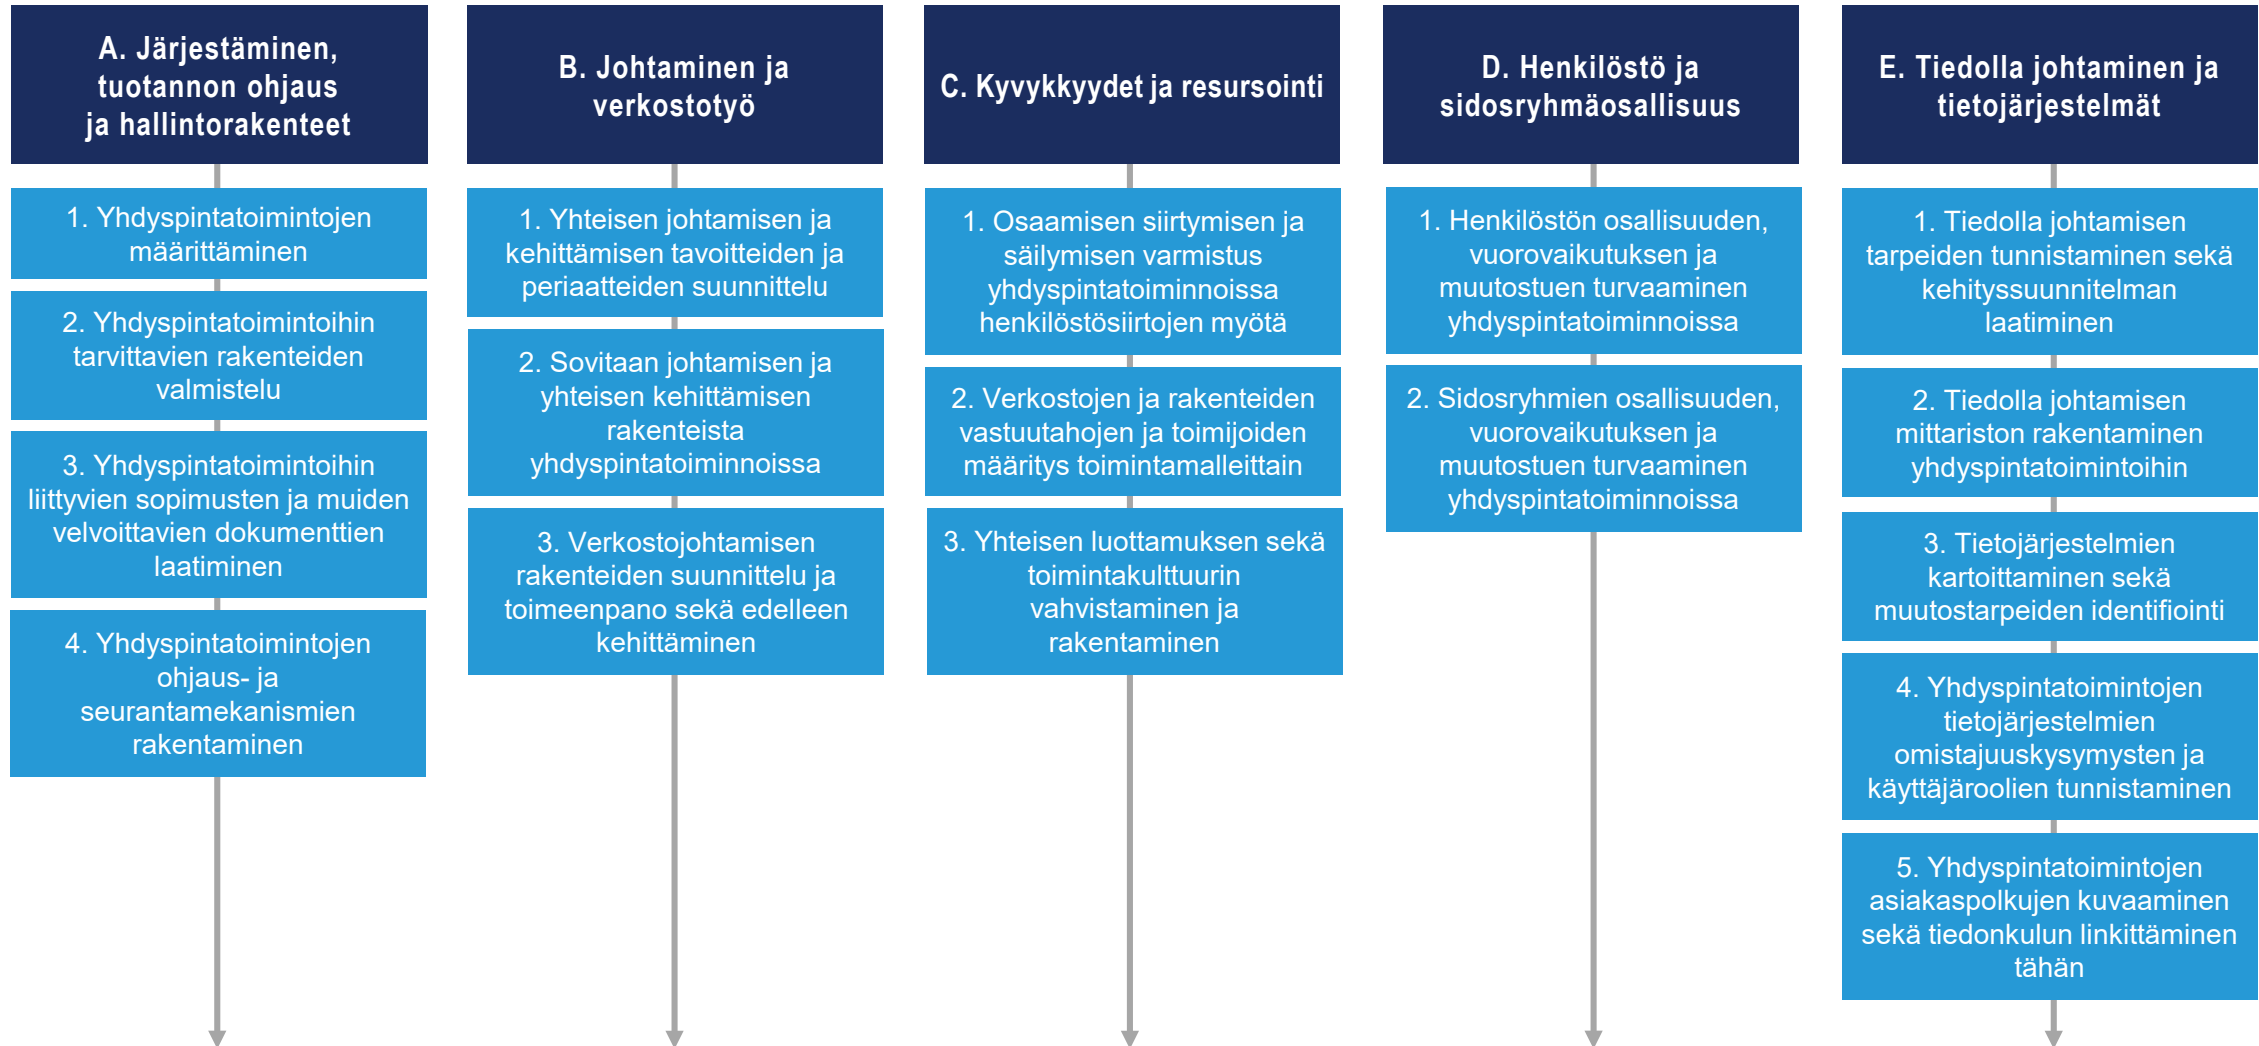 A. Järjestäminen,
tuotannon ohjaus
ja hallintorakenteet
1. Yhdyspintatoimintojen
määrittäminen
2. Yhdyspintatoimintoihin
tarvittavien rakenteiden
valmistelu
3. Yhdyspintatoimintoihin
liittyvien sopimusten ja muiden
velvoittavien dokumenttien
laatiminen
4. Yhdyspintatoimintojen
ohjaus- ja
seurantamekanismien
rakentaminen
B. Johtaminen ja
verkostotyö
1. Yhteisen johtamisen ja
kehittämisen tavoitteiden ja
periaatteiden suunnittelu
2. Sovitaan johtamisen ja
yhteisen kehittämisen
rakenteista
yhdyspintatoiminnoissa
3. Verkostojohtamisen
rakenteiden suunnittelu ja
toimeenpano sekä edelleen
kehittäminen
C. Kyvykkyydet ja resursointi
1. Osaamisen siirtymisen ja
säilymisen varmistus
yhdyspintatoiminnoissa
henkilöstösiirtojen myötä
2. Verkostojen ja rakenteiden
vastuutahojen ja toimijoiden
määritys toimintamalleittain
3. Yhteisen luottamuksen sekä
toimintakulttuurin
vahvistaminen ja
rakentaminen
D. Henkilöstö ja
sidosryhmäosallisuus
1. Henkilöstön osallisuuden,
vuorovaikutuksen ja
muutostuen turvaaminen
yhdyspintatoiminnoissa
2. Sidosryhmien osallisuuden,
vuorovaikutuksen ja
muutostuen turvaaminen
yhdyspintatoiminnoissa
E. Tiedolla johtaminen ja
tietojärjestelmät
1. Tiedolla johtamisen
tarpeiden tunnistaminen sekä
kehityssuunnitelman
laatiminen
2. Tiedolla johtamisen
mittariston rakentaminen
yhdyspintatoimintoihin
3. Tietojärjestelmien
kartoittaminen sekä
muutostarpeiden identifiointi
4. Yhdyspintatoimintojen
tietojärjestelmien
omistajuuskysymysten ja
käyttäjäroolien tunnistaminen
5. Yhdyspintatoimintojen
asiakaspolkujen kuvaaminen
sekä tiedonkulun linkittäminen
tähän